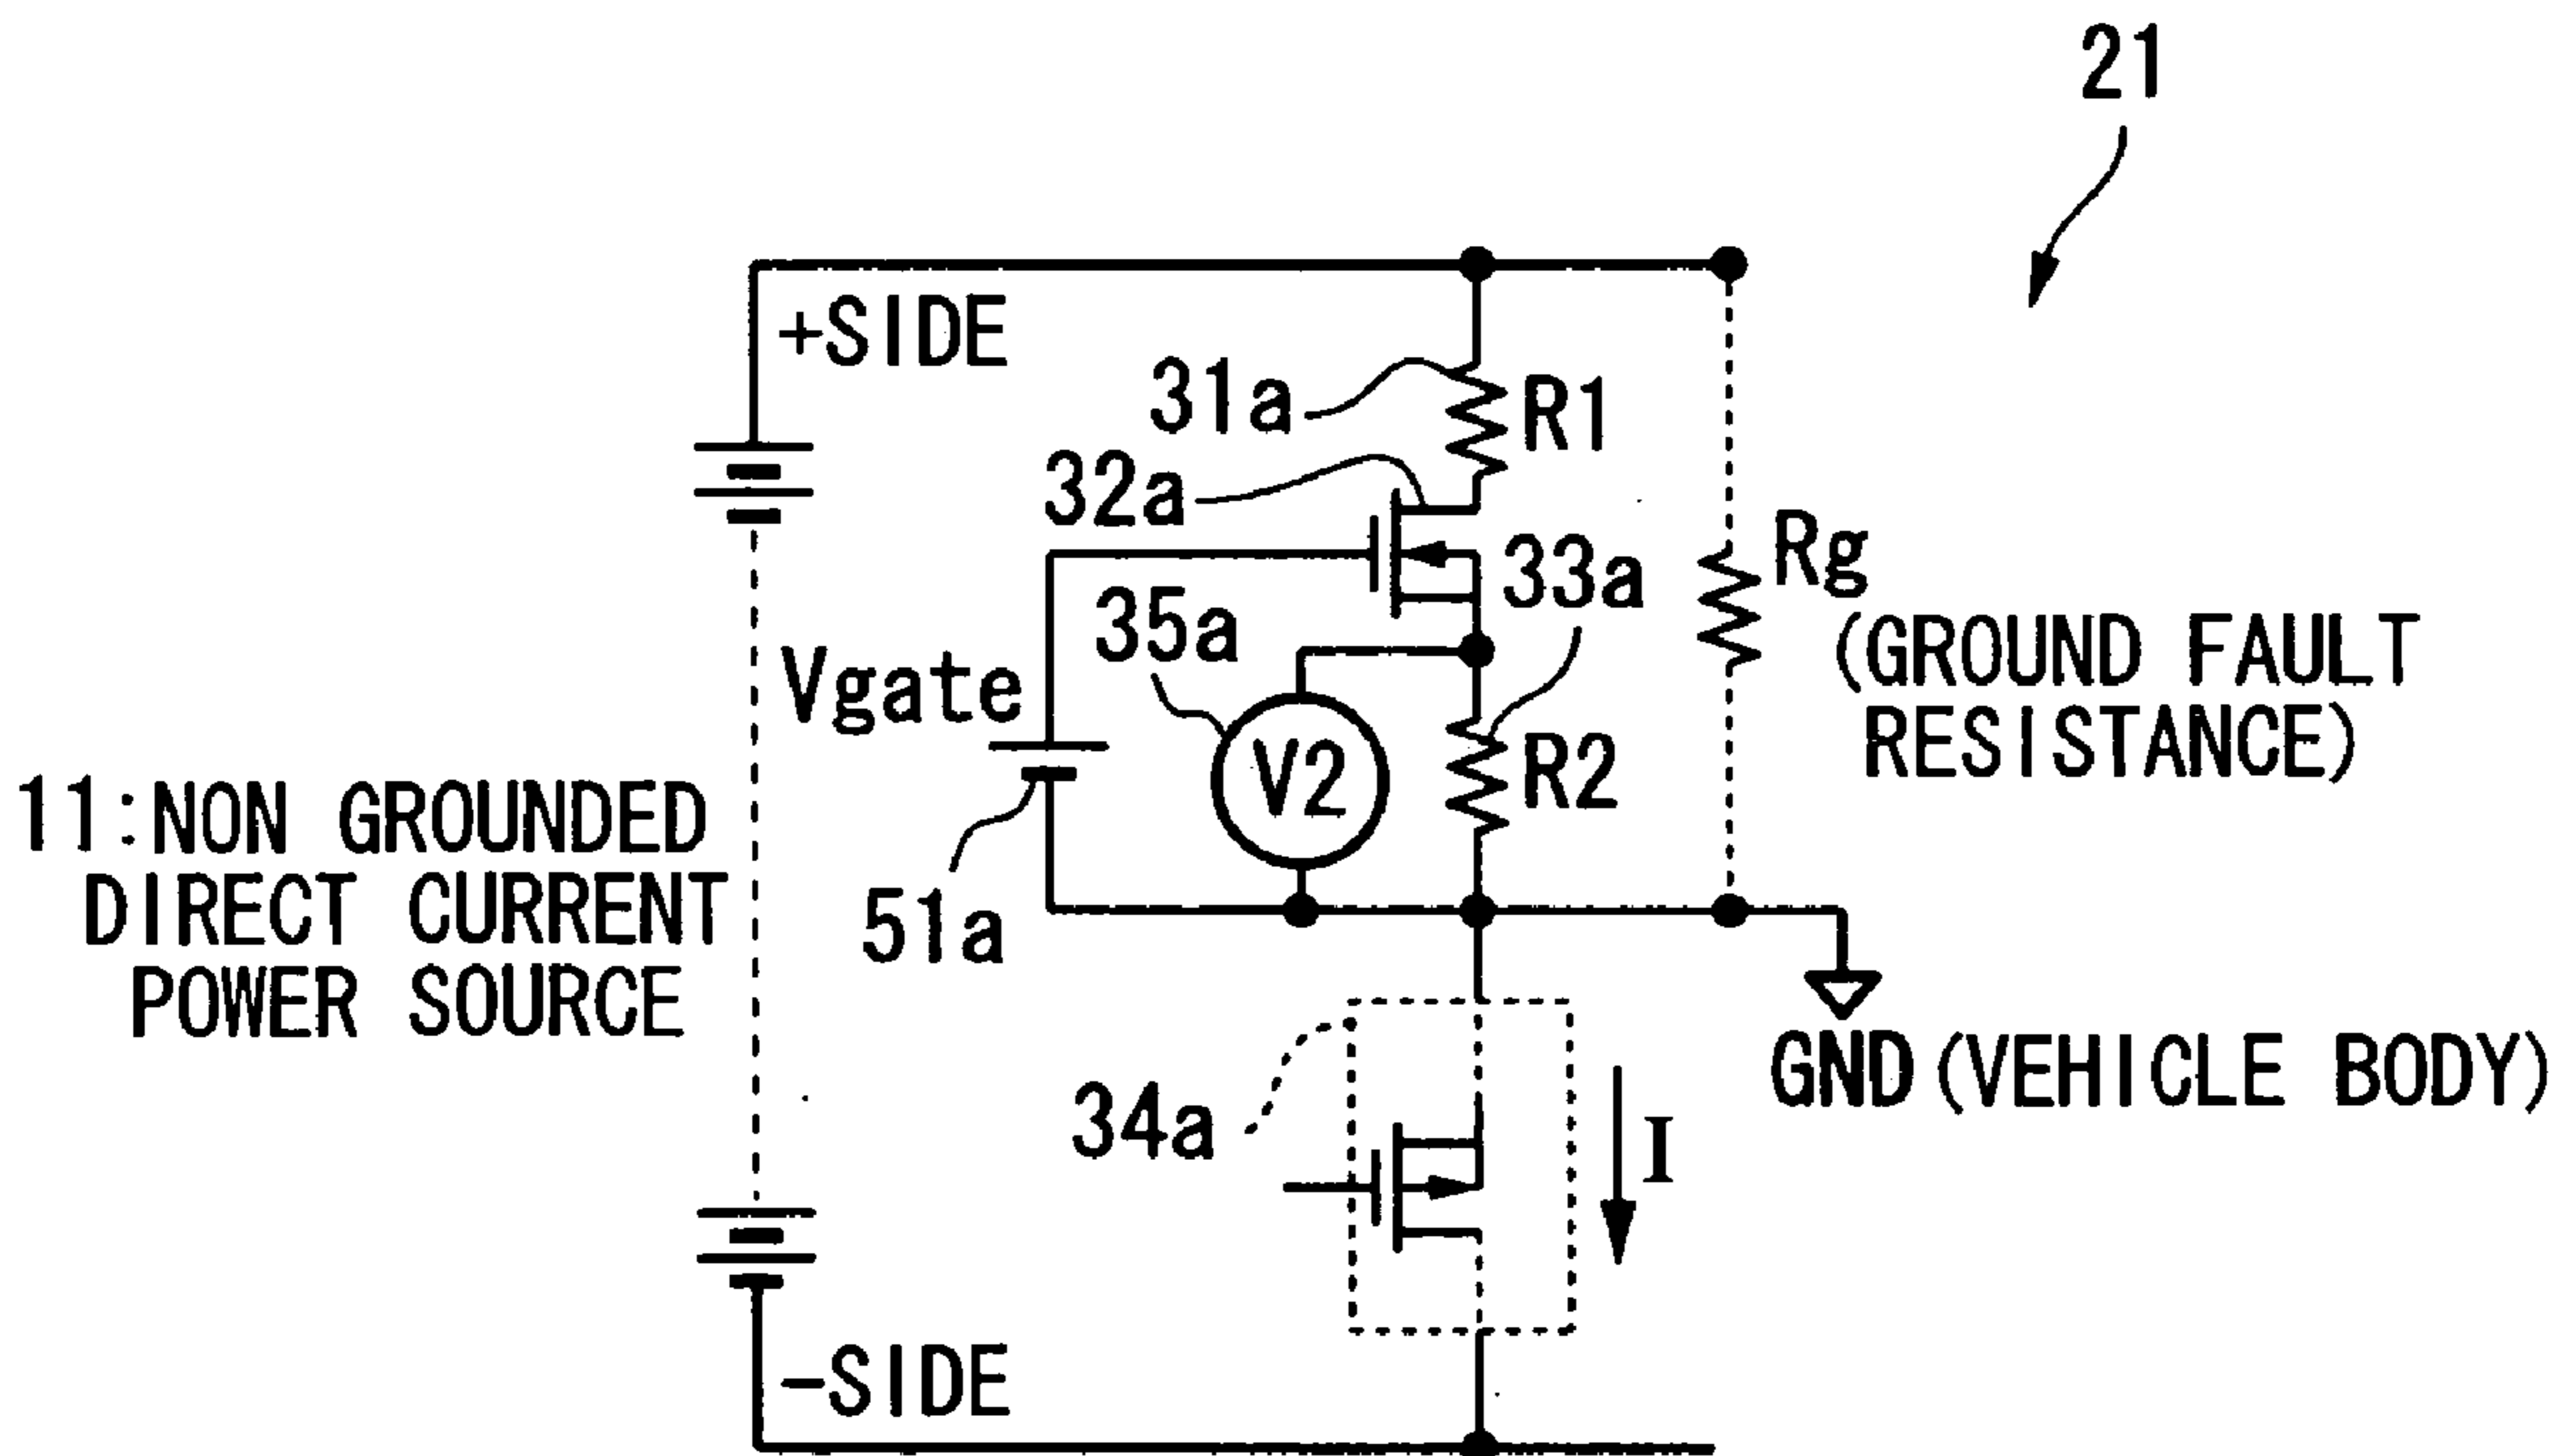 21
+SIDE
31a
R1
32a
33a
Rg
(GROUND FAULT
RESISTANCE)
35a
Vgate
V2
R2
11:NON GROUNDED
DIRECT CURRENT
POWER SOURCE
51a
GND (VEHICLE BODY)
34a
I
-SIDE